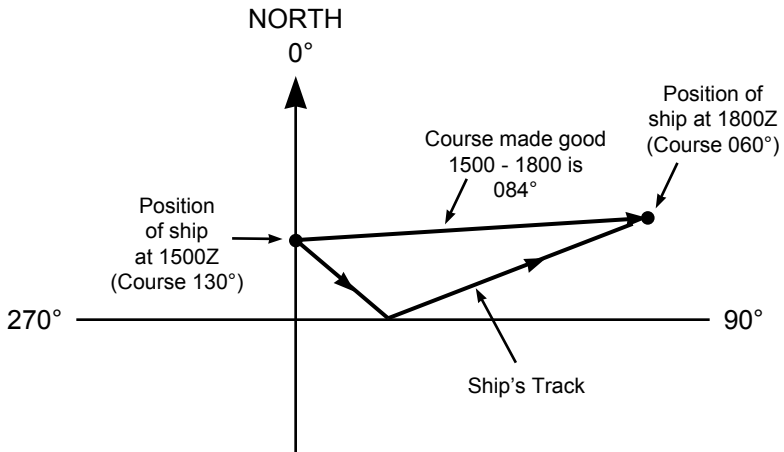 NORTH
0°
Position of
ship at 1800Z
(Course 060°)
Course made good
1500 - 1800 is
084°
Position
of ship
at 1500Z
(Course 130°)
270°
90°
Ship's Track